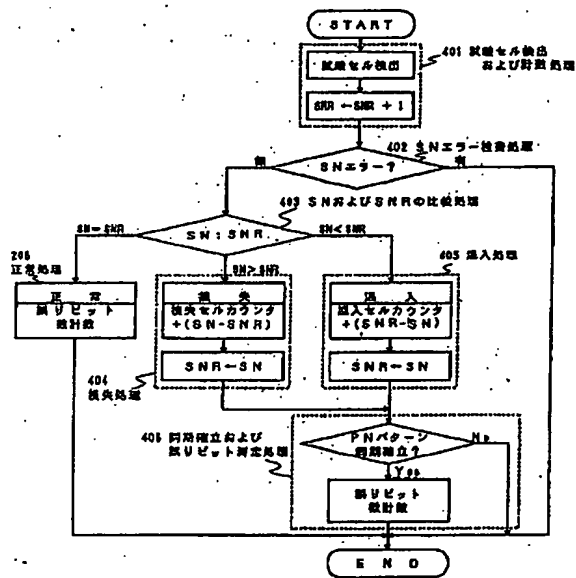 START
401 試験セル検出
および計数処理
試験セル検出
SNR ←SNR + 1
402 SNエラー検査処理
SNエラー?
無
有
403 SNおよびSNRの比較処理
SN : SNR
SN=SNR
SN<SNR
SN>SNR
205
正常処理
405 混入処理
正 常
誤りビット
数計数
損 失
損失セルカウンタ
+(SN-SNR)
混 入
混入セルカウンタ
+(SNR-SN)
SNR←SN
SNR←SN
404
損失処理
同期確立および
誤りビット測定処理
PNパターン
同期確立?
No
Yes
誤りビット
数計数
END